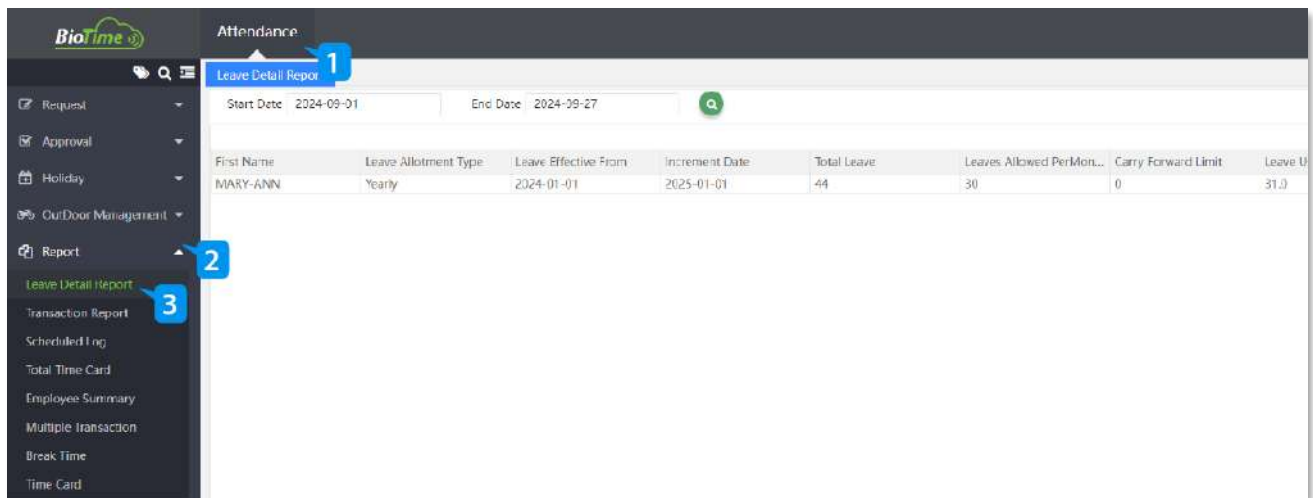 BioTime
Attendance
1
Leave Detail Report
Request
Start Date 2024-09-01 End Date 2024-09-27
Approval
First Name Leave Allotment Type Leave Effective From Increment Date Total Leave Leaves Allowed PerMon... Carry Forward Limit Leave U
Holiday
MARY-ANN Yearly 2024-01-01 2025-01-01 44 30 0 31.0
OutDoor Management
Report
2
Leave Detail Report
3
Transaction Report
Scheduled Log
Total Time Card
Employee Summary
Multiple Transaction
Break Time
Time Card